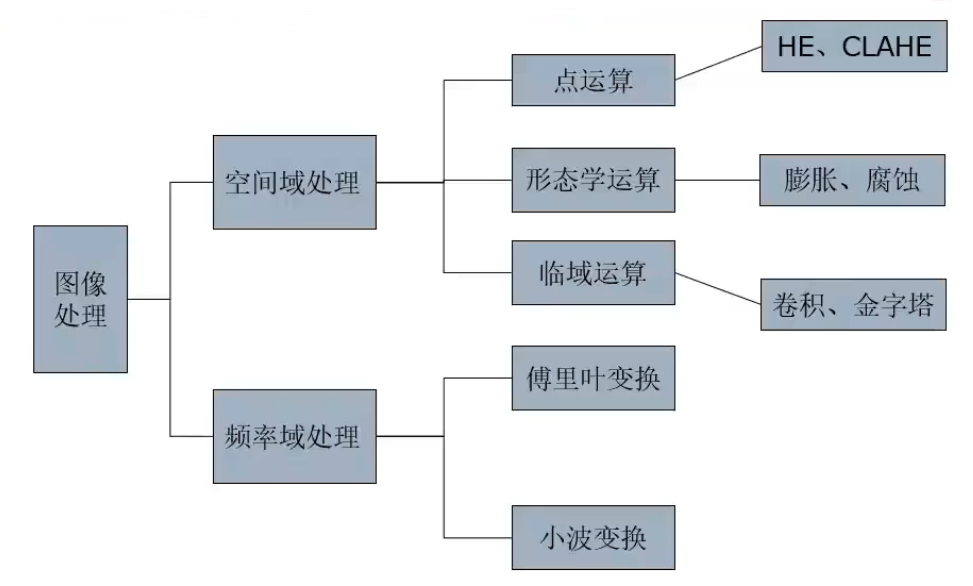 图像
处理
空间域处理
点运算
HE、CLAHE
形态学运算
膨胀、腐蚀
临域运算
卷积、金字塔
频率域处理
傅里叶变换
小波变换